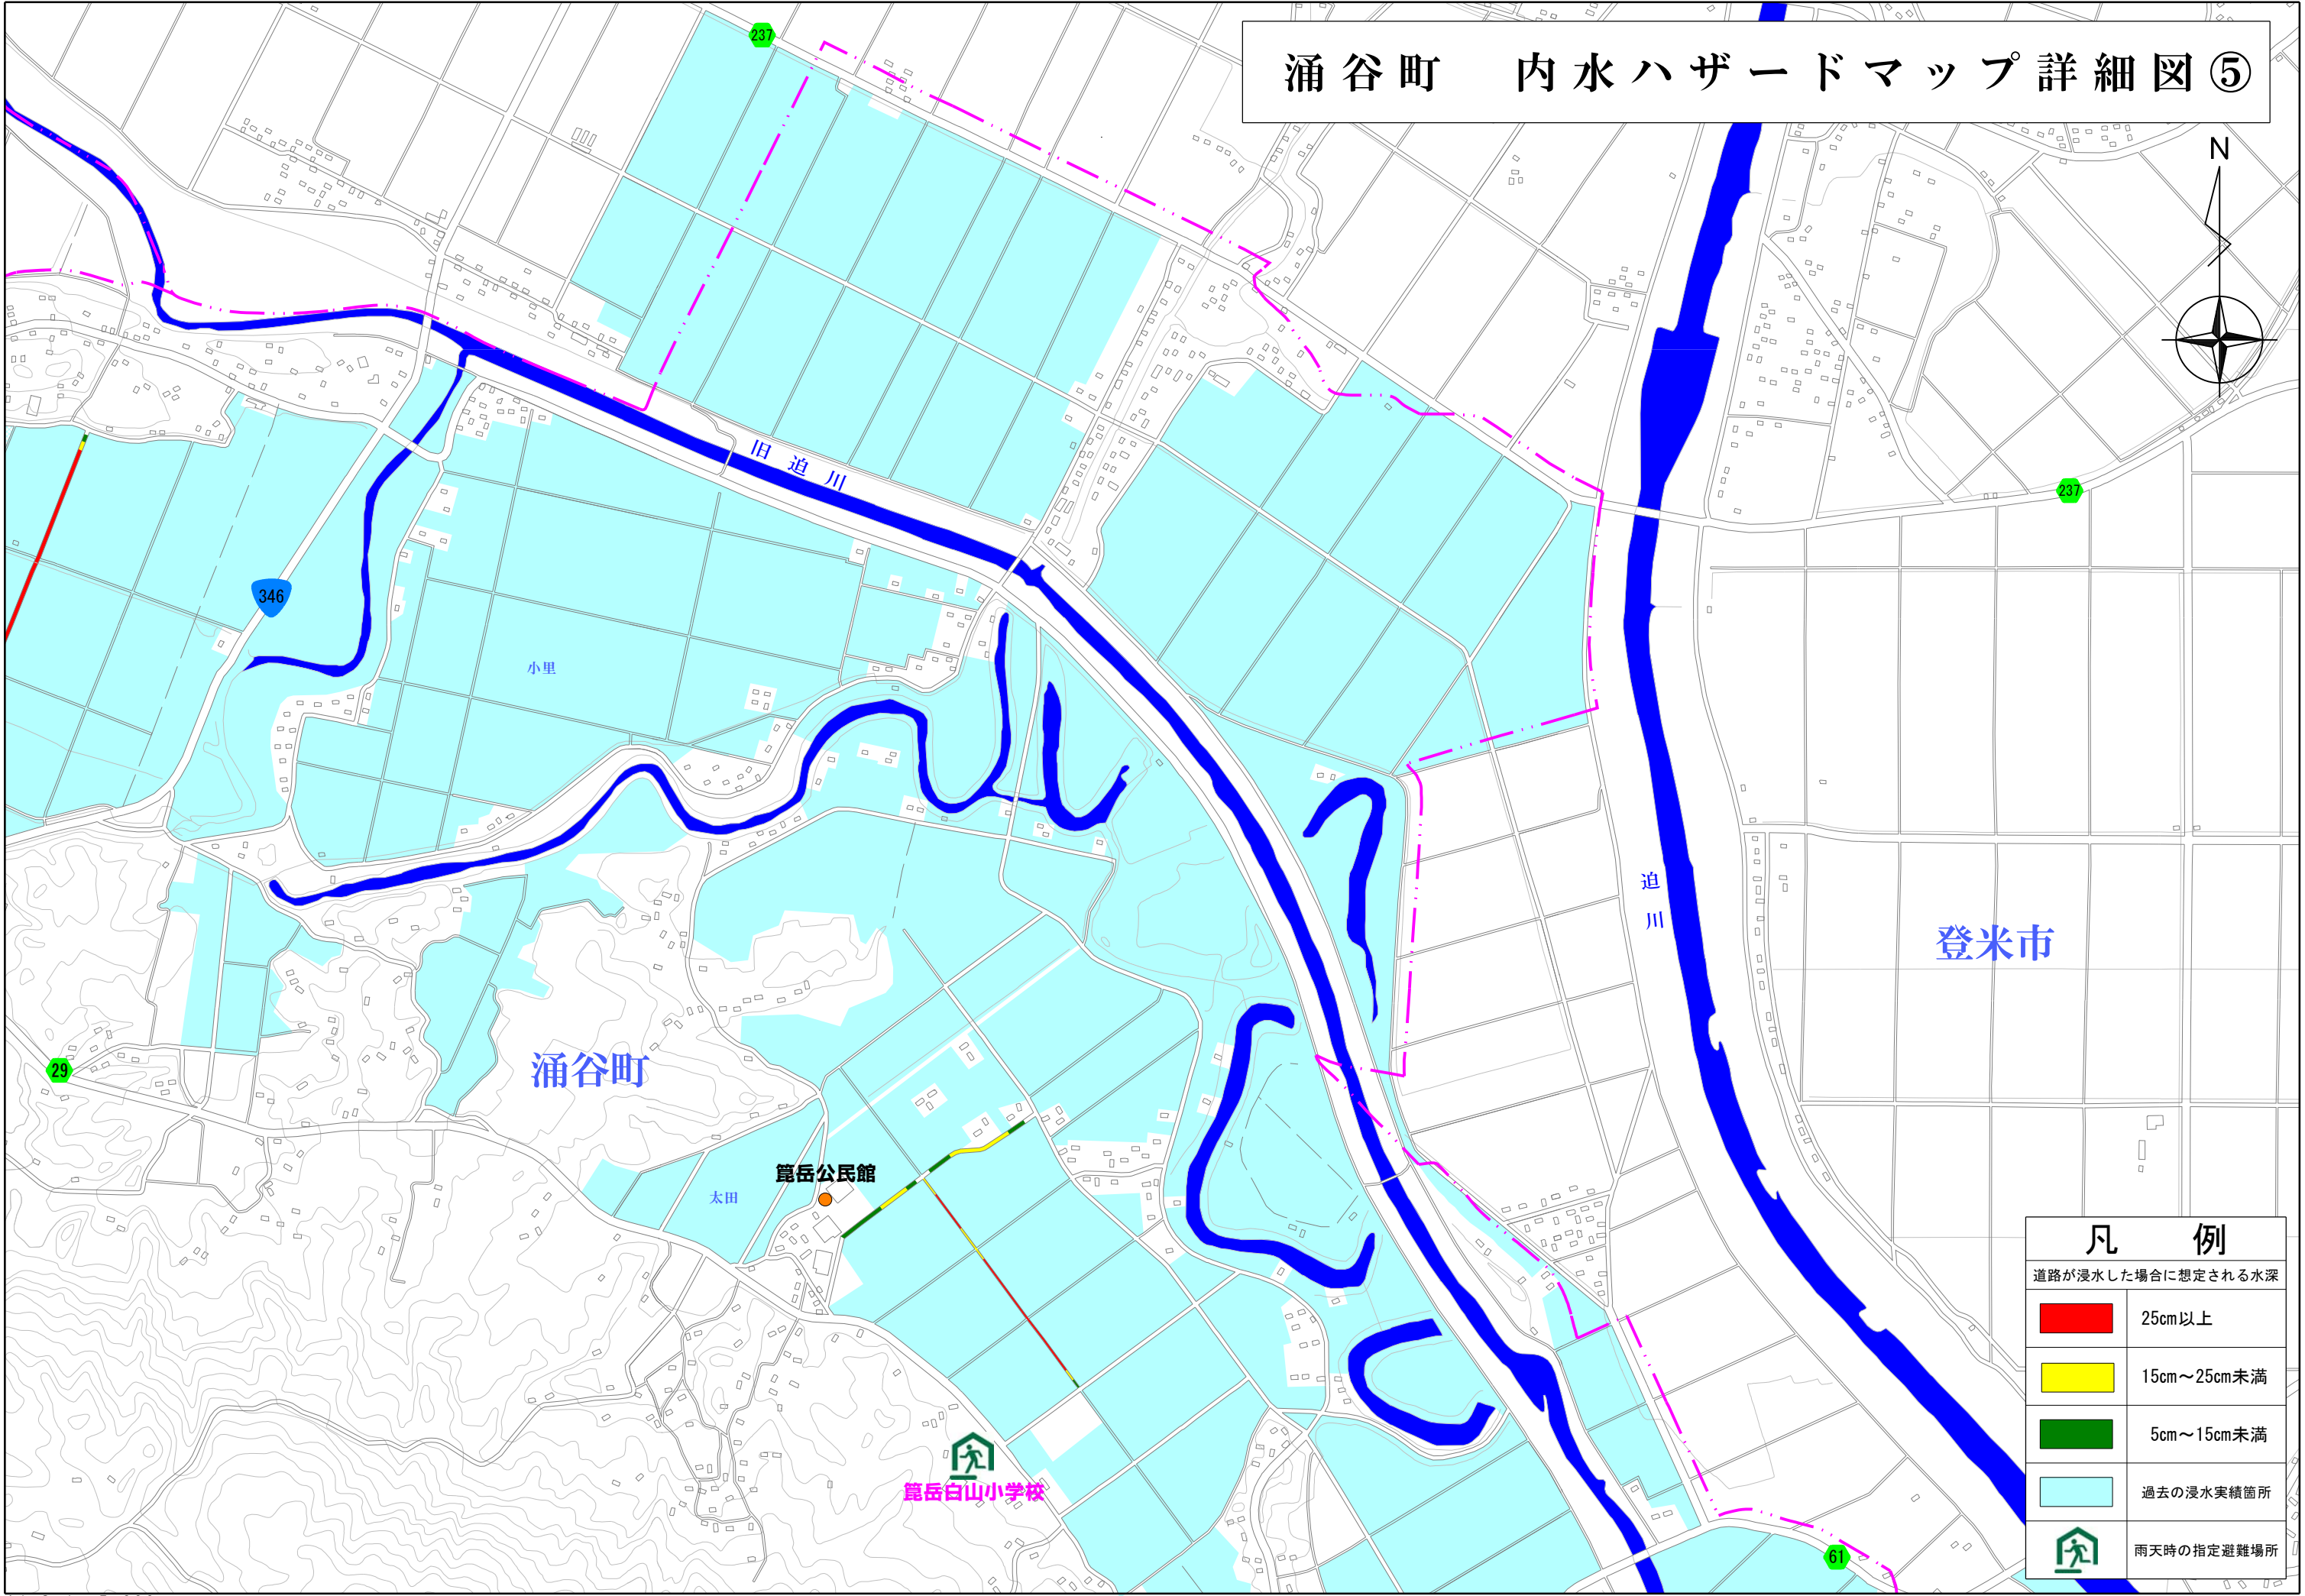 涌谷町　内水ハザードマップ詳細図⑤
237
N
旧迫川
237
346
小里
迫川
登米市
涌谷町
29
箟岳公民館
太田
箟岳白山小学校
61
凡　例
道路が浸水した場合に想定される水深
25cm以上
15cm～25cm未満
5cm～15cm未満
過去の浸水実績箇所
雨天時の指定避難場所